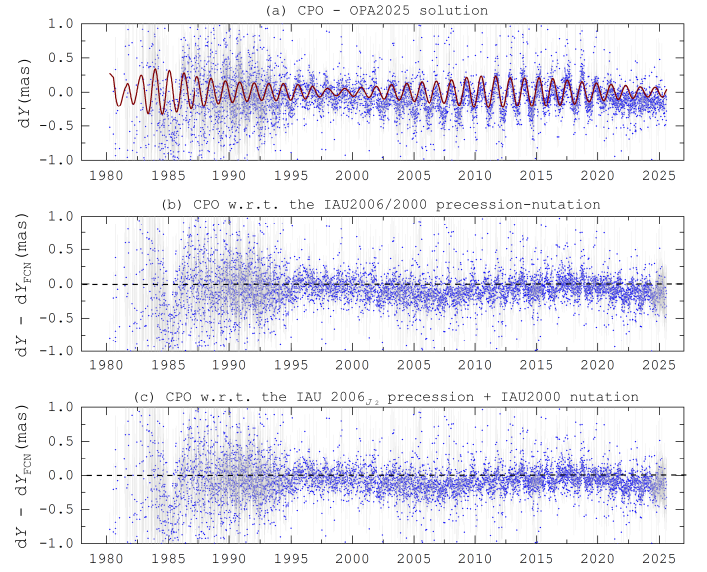 (a) CPO - OPA2025 solution
dY(mas)
1.0
0.5
0.0
-0.5
-1.0
1980 1985 1990 1995 2000 2005 2010 2015 2020 2025
(b) CPO w.r.t. the IAU2006/2000 precession-nutation
dY - dY_FCN(mas)
1.0
0.5
0.0
-0.5
-1.0
1980 1985 1990 1995 2000 2005 2010 2015 2020 2025
(c) CPO w.r.t. the IAU 2006_J₂ precession + IAU2000 nutation
dY - dY_FCN(mas)
1.0
0.5
0.0
-0.5
-1.0
1980 1985 1990 1995 2000 2005 2010 2015 2020 2025